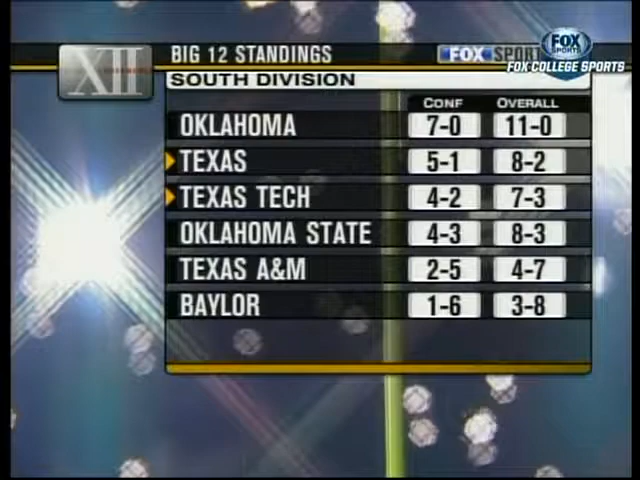 XII
BIG 12 STANDINGS
FOX SPORT
FOX SPORTS
FOX COLLEGE SPORTS
SOUTH DIVISION
CONF OVERALL
OKLAHOMA 7-0 11-0
TEXAS 5-1 8-2
TEXAS TECH 4-2 7-3
OKLAHOMA STATE 4-3 8-3
TEXAS A&M 2-5 4-7
BAYLOR 1-6 3-8